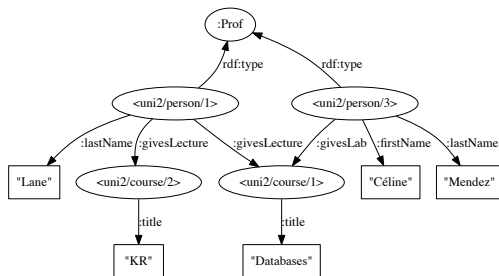 :Prof
rdf:type rdf:type
<uni2/person/1> <uni2/person/3>
:lastName :givesLecture :givesLecture :givesLab :firstName :lastName
"Lane" <uni2/course/2> <uni2/course/1> "Céline" "Mendez"
:title :title
"KR" "Databases"